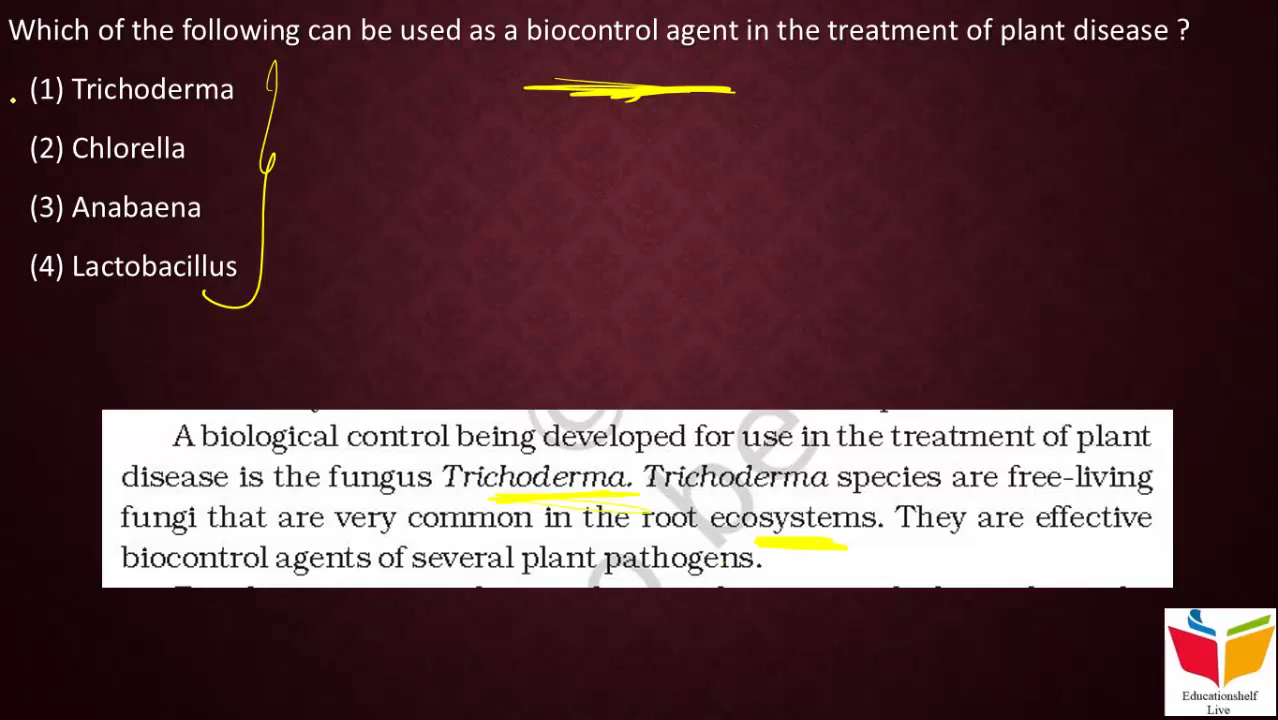 Which of the following can be used as a biocontrol agent in the treatment of plant disease ?
(1) Trichoderma
(2) Chlorella
(3) Anabaena
(4) Lactobacillus
A biological control being developed for use in the treatment of plant
disease is the fungus Trichoderma. Trichoderma species are free-living
fungi that are very common in the root ecosystems. They are effective
biocontrol agents of several plant pathogens.
Educationshelf
Live